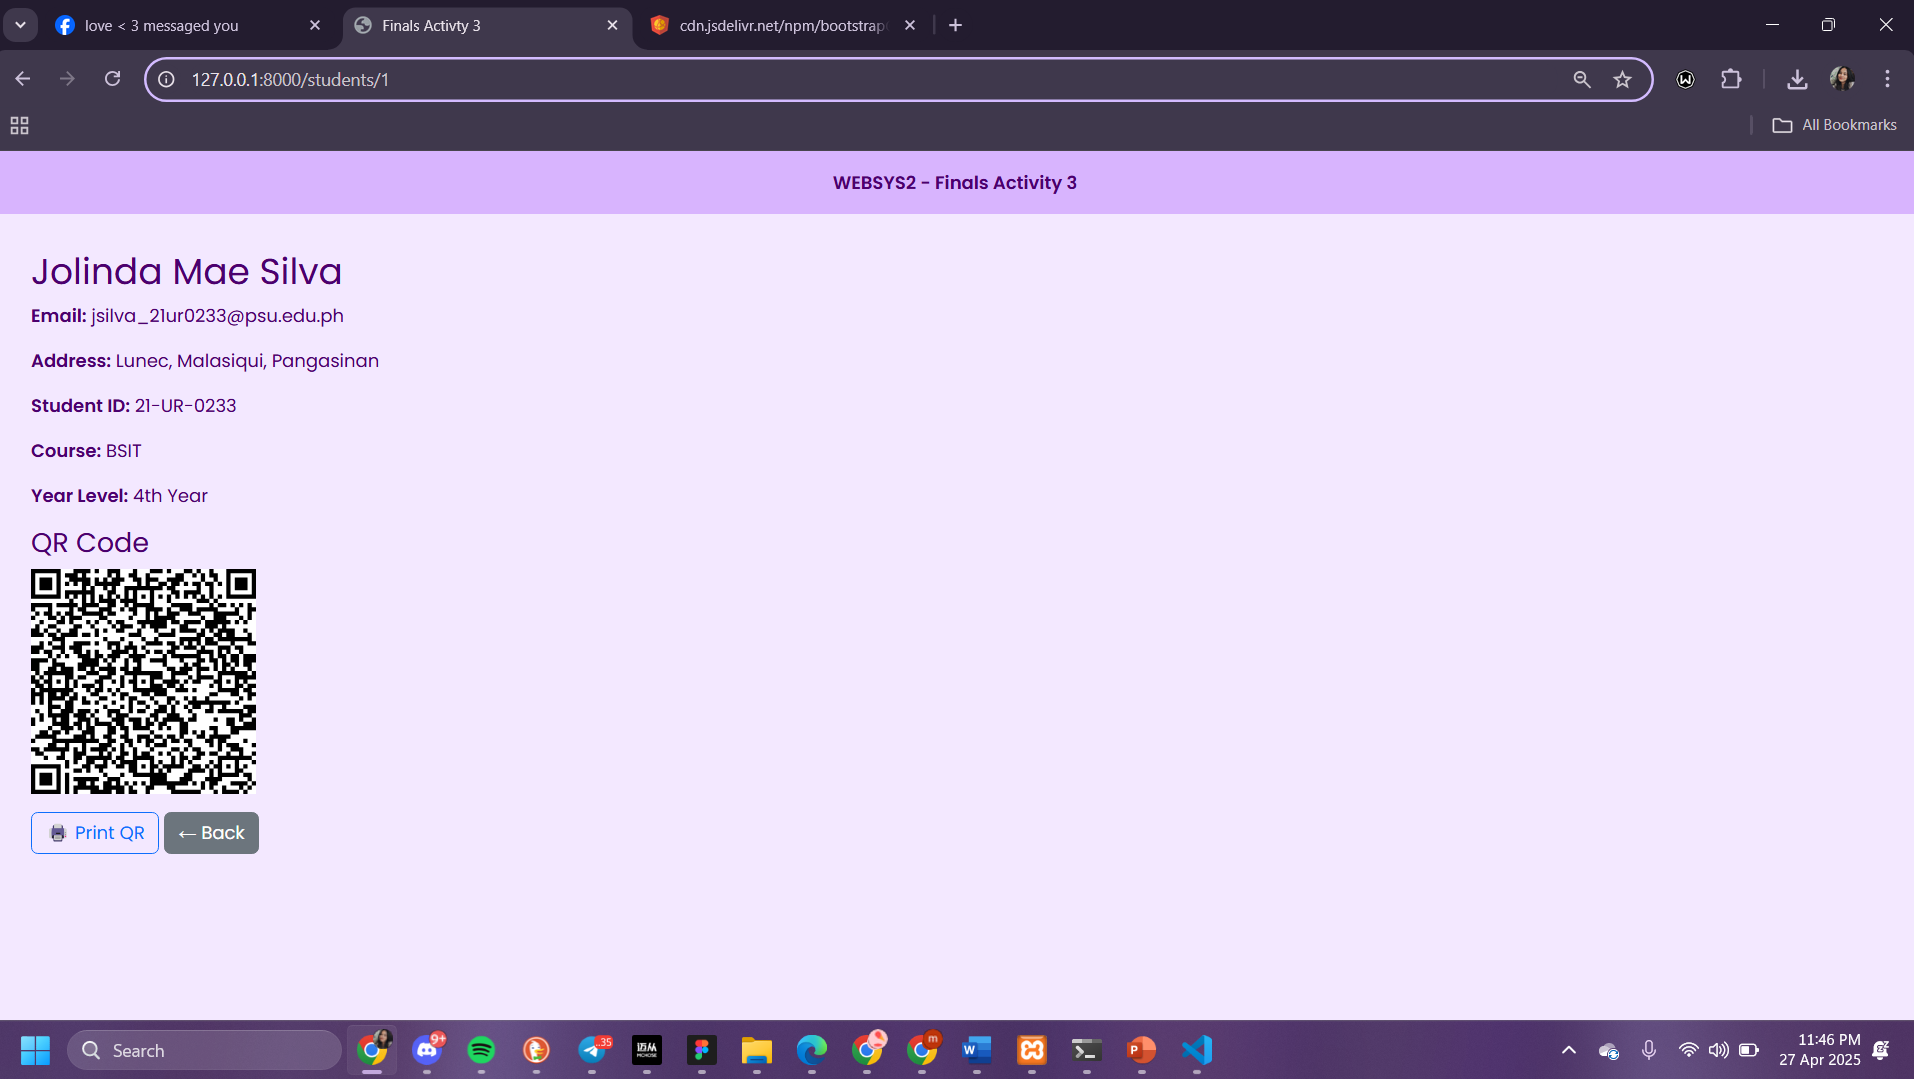 love < 3 messaged you
Finals Activty 3
cdn.jsdelivr.net/npm/bootstrap
127.0.0.1:8000/students/1
All Bookmarks
WEBSYS2 - Finals Activity 3
Jolinda Mae Silva
Email: jsilva_21ur0233@psu.edu.ph
Address: Lunec, Malasiqui, Pangasinan
Student ID: 21-UR-0233
Course: BSIT
Year Level: 4th Year
QR Code
Print QR
← Back
Search
9+
35
MCHOSE
m
W
P
11:46 PM
27 Apr 2025